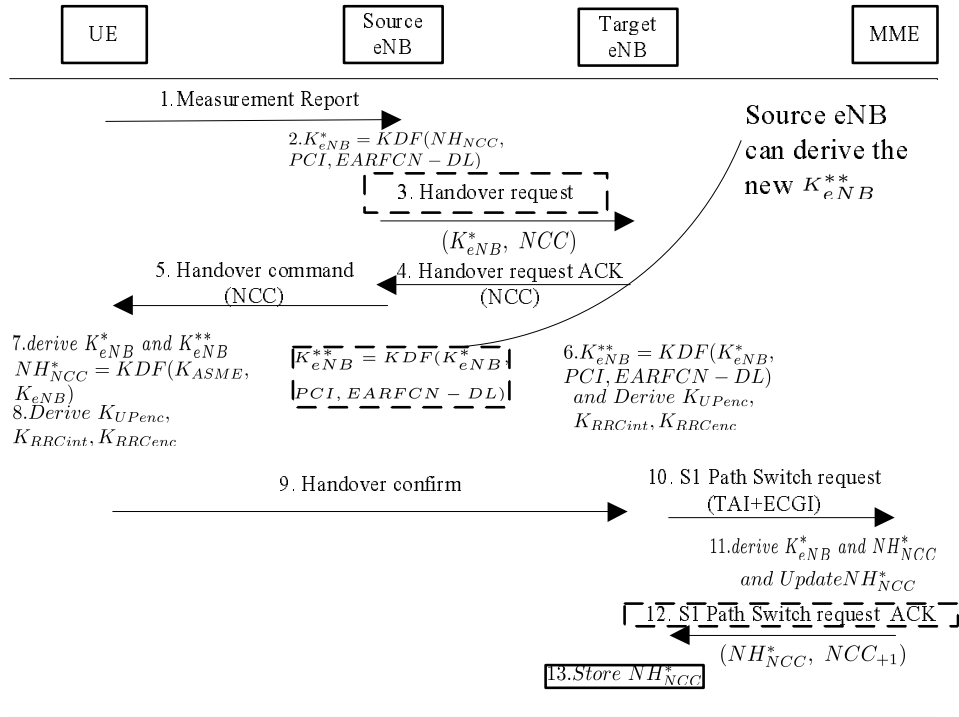 UE
Source
eNB
Target
eNB
MME
1.Measurement Report
2.K*eNB = KDF(NHNCC,
PCI, EARFCN − DL)
Source eNB
can derive the
new K**eNB
3. Handover request
(K*eNB, NCC)
5. Handover command
(NCC)
4. Handover request ACK
(NCC)
7.derive K*eNB and K**eNB
NH*NCC = KDF(KASME,
KeNB)
8.Derive KUPenc,
KRRCint, KRRCenc
K**eNB = KDF(K*eNB,
PCI, EARFCN − DL)
6.K**eNB = KDF(K*eNB,
PCI, EARFCN − DL)
and Derive KUPenc,
KRRCint, KRRCenc
9. Handover confirm
10. S1 Path Switch request
(TAI+ECGI)
11.derive K*eNB and NH*NCC
and UpdateNH*NCC
12. S1 Path Switch request ACK
(NH*NCC, NCC+1)
13.Store NH*NCC